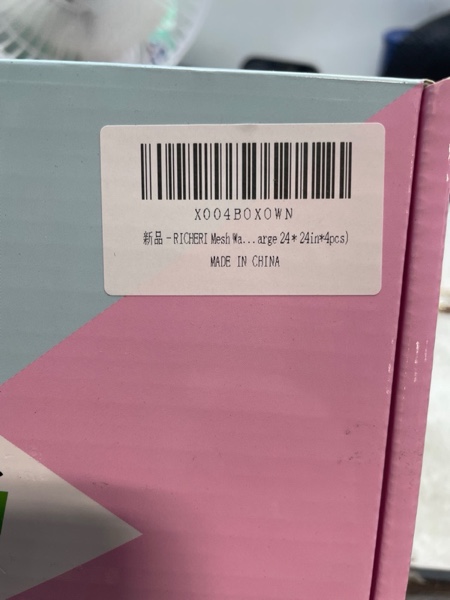 X004B0X0WN
新品 - RICHERI Mesh Wa... arge 24* 24in*4pcs)
MADE IN CHINA